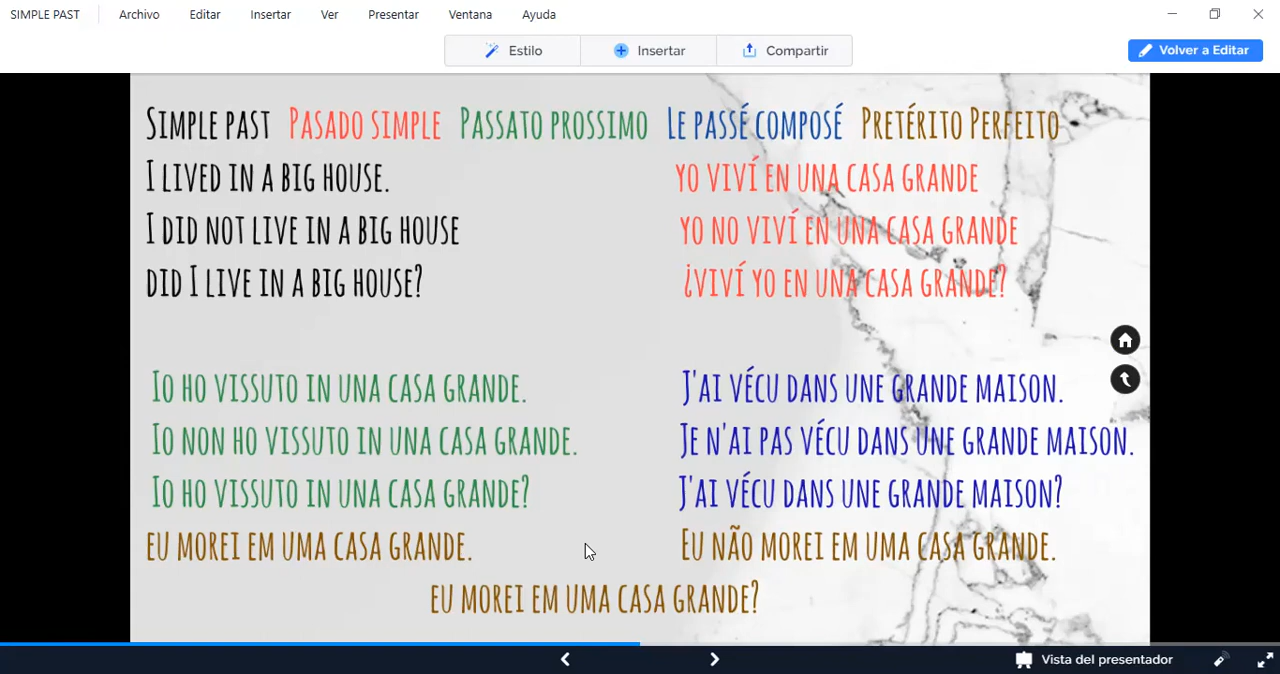 SIMPLE PAST Archivo Editar Insertar Ver Presentar Ventana Ayuda
Estilo Insertar Compartir Volver a Editar
SIMPLE PAST PASADO SIMPLE PASSATO PROSSIMO LE PASSÉ COMPOSÉ PRETÉRITO PERFEITO
I LIVED IN A BIG HOUSE. YO VIVÍ EN UNA CASA GRANDE
I DID NOT LIVE IN A BIG HOUSE YO NO VIVÍ EN UNA CASA GRANDE
DID I LIVE IN A BIG HOUSE? ¿VIVÍ YO EN UNA CASA GRANDE?
IO HO VISSUTO IN UNA CASA GRANDE. J'AI VÉCU DANS UNE GRANDE MAISON.
IO NON HO VISSUTO IN UNA CASA GRANDE. JE N'AI PAS VÉCU DANS UNE GRANDE MAISON.
IO HO VISSUTO IN UNA CASA GRANDE? J'AI VÉCU DANS UNE GRANDE MAISON?
EU MOREI EM UMA CASA GRANDE. EU NÃO MOREI EM UMA CASA GRANDE.
EU MOREI EM UMA CASA GRANDE?
Vista del presentador